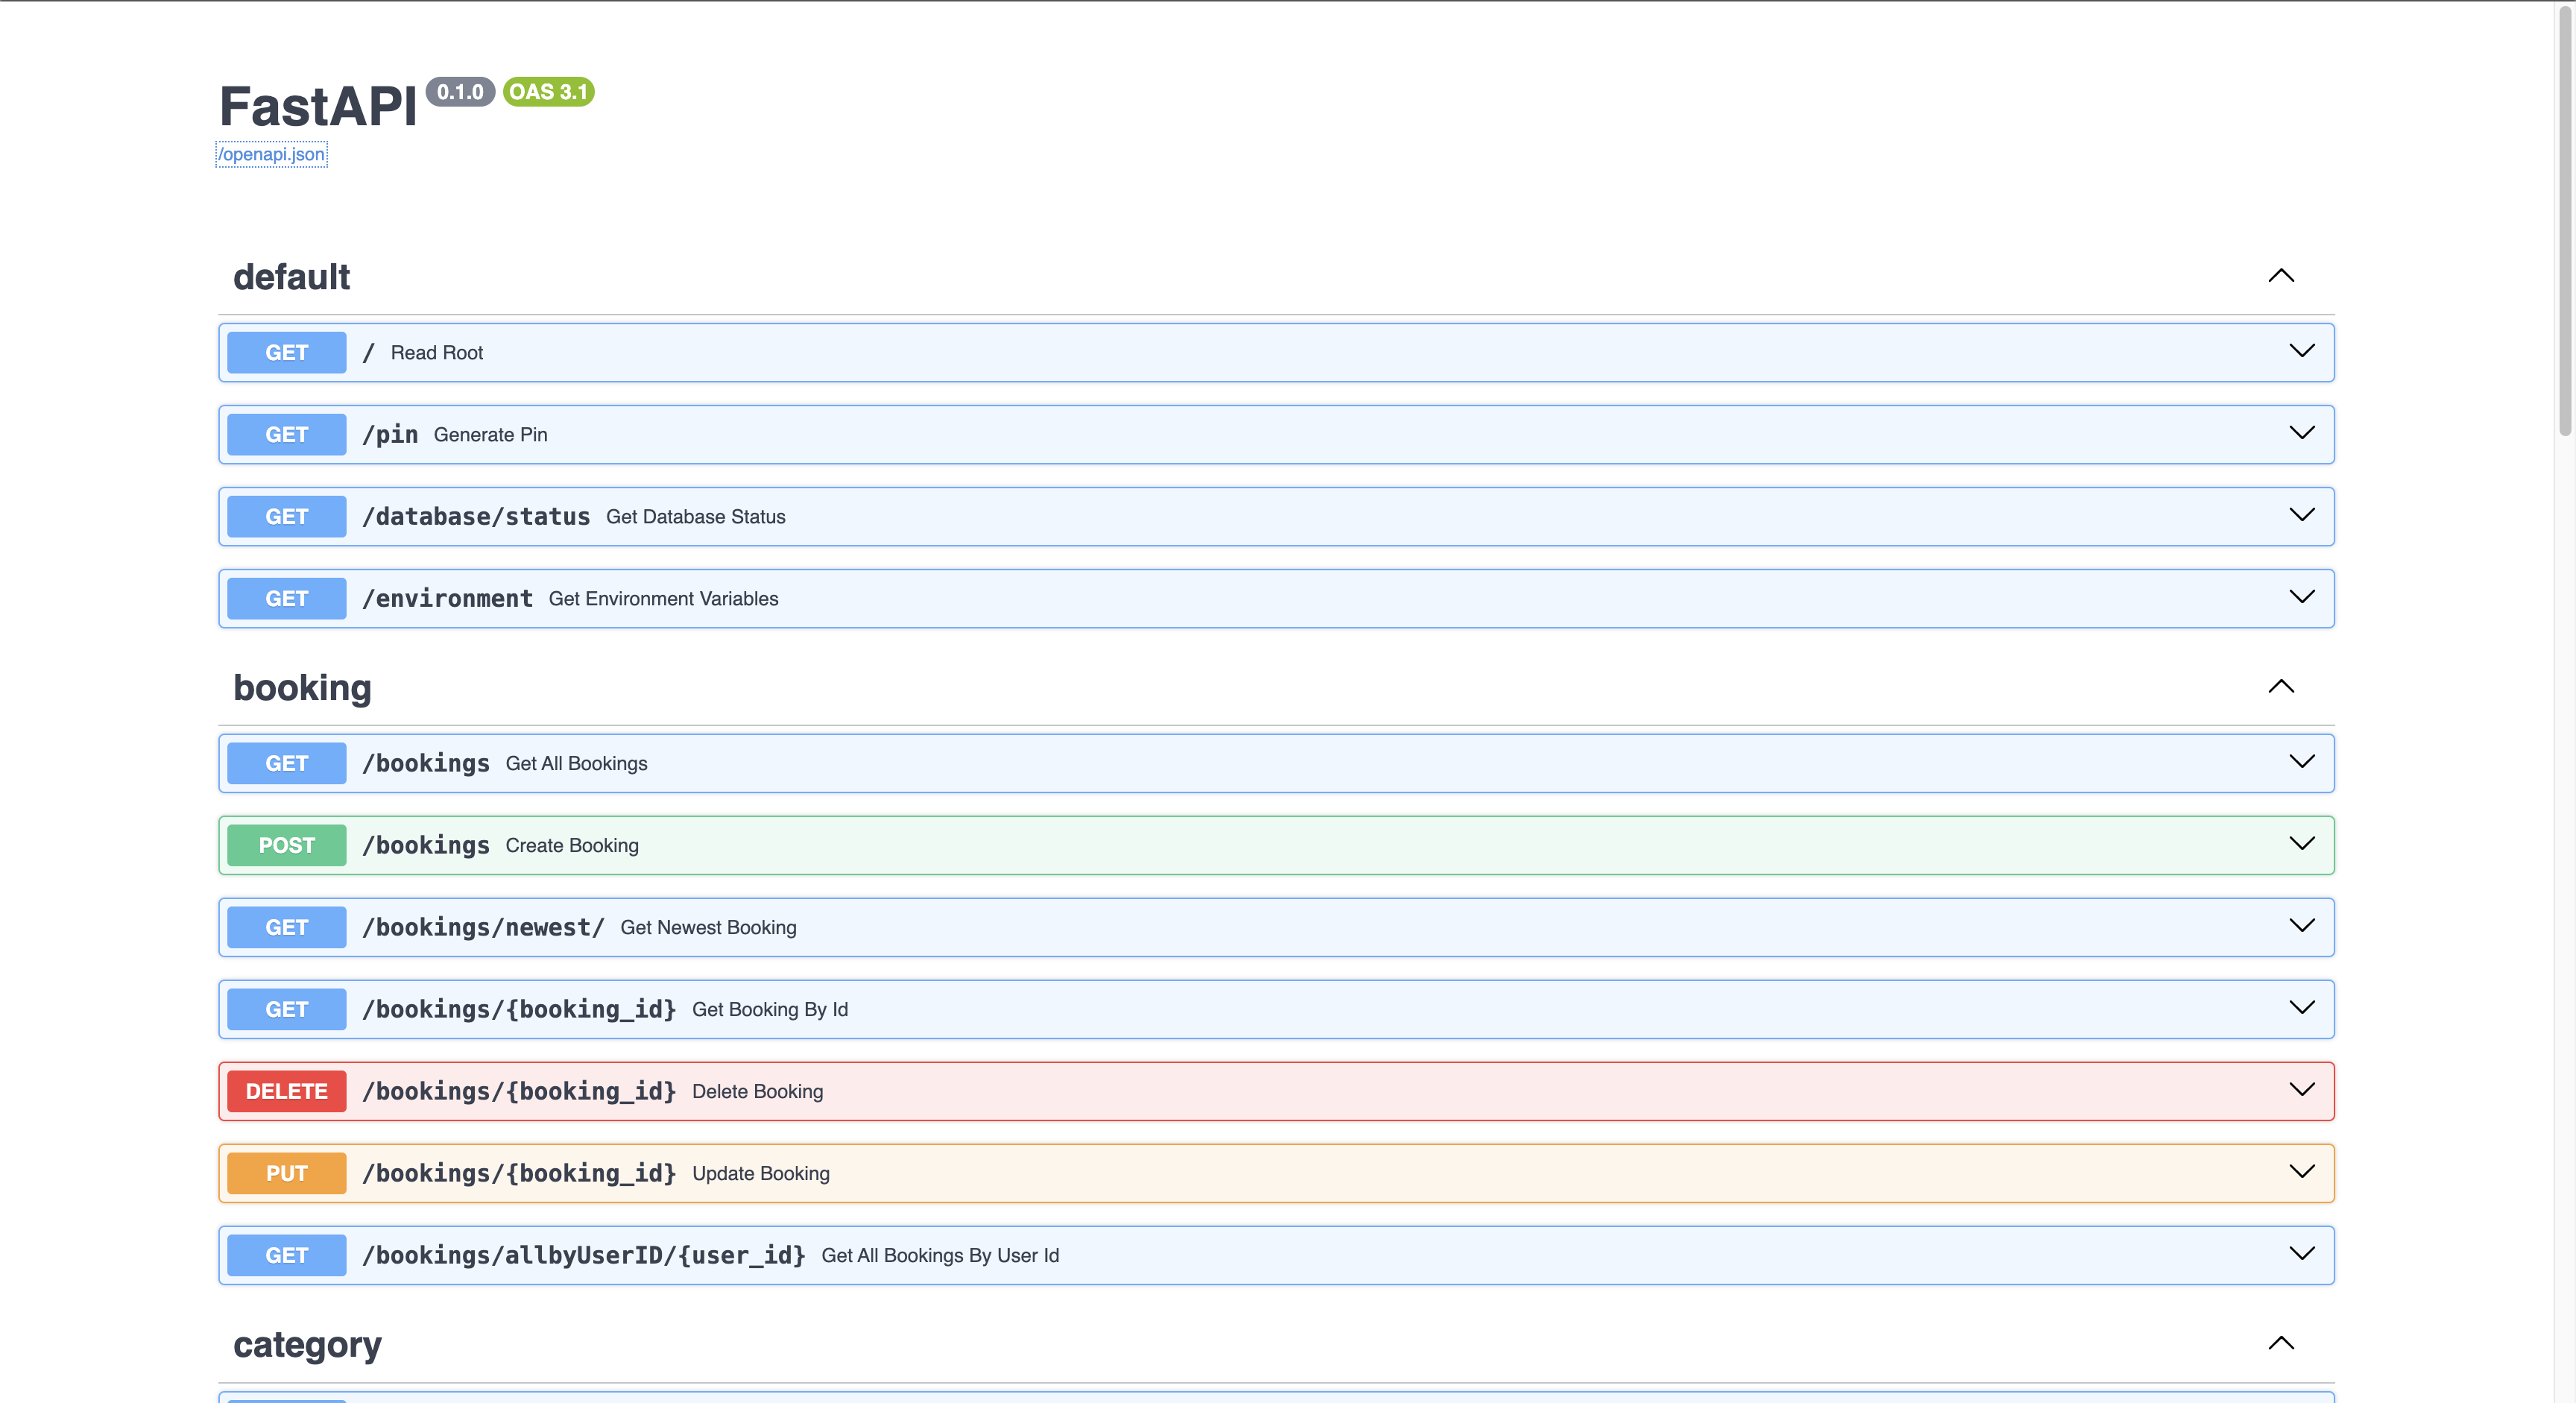 FastAPI 0.1.0 OAS 3.1
/openapi.json
default
GET / Read Root
GET /pin Generate Pin
GET /database/status Get Database Status
GET /environment Get Environment Variables
booking
GET /bookings Get All Bookings
POST /bookings Create Booking
GET /bookings/newest/ Get Newest Booking
GET /bookings/{booking_id} Get Booking By Id
DELETE /bookings/{booking_id} Delete Booking
PUT /bookings/{booking_id} Update Booking
GET /bookings/allbyUserID/{user_id} Get All Bookings By User Id
category